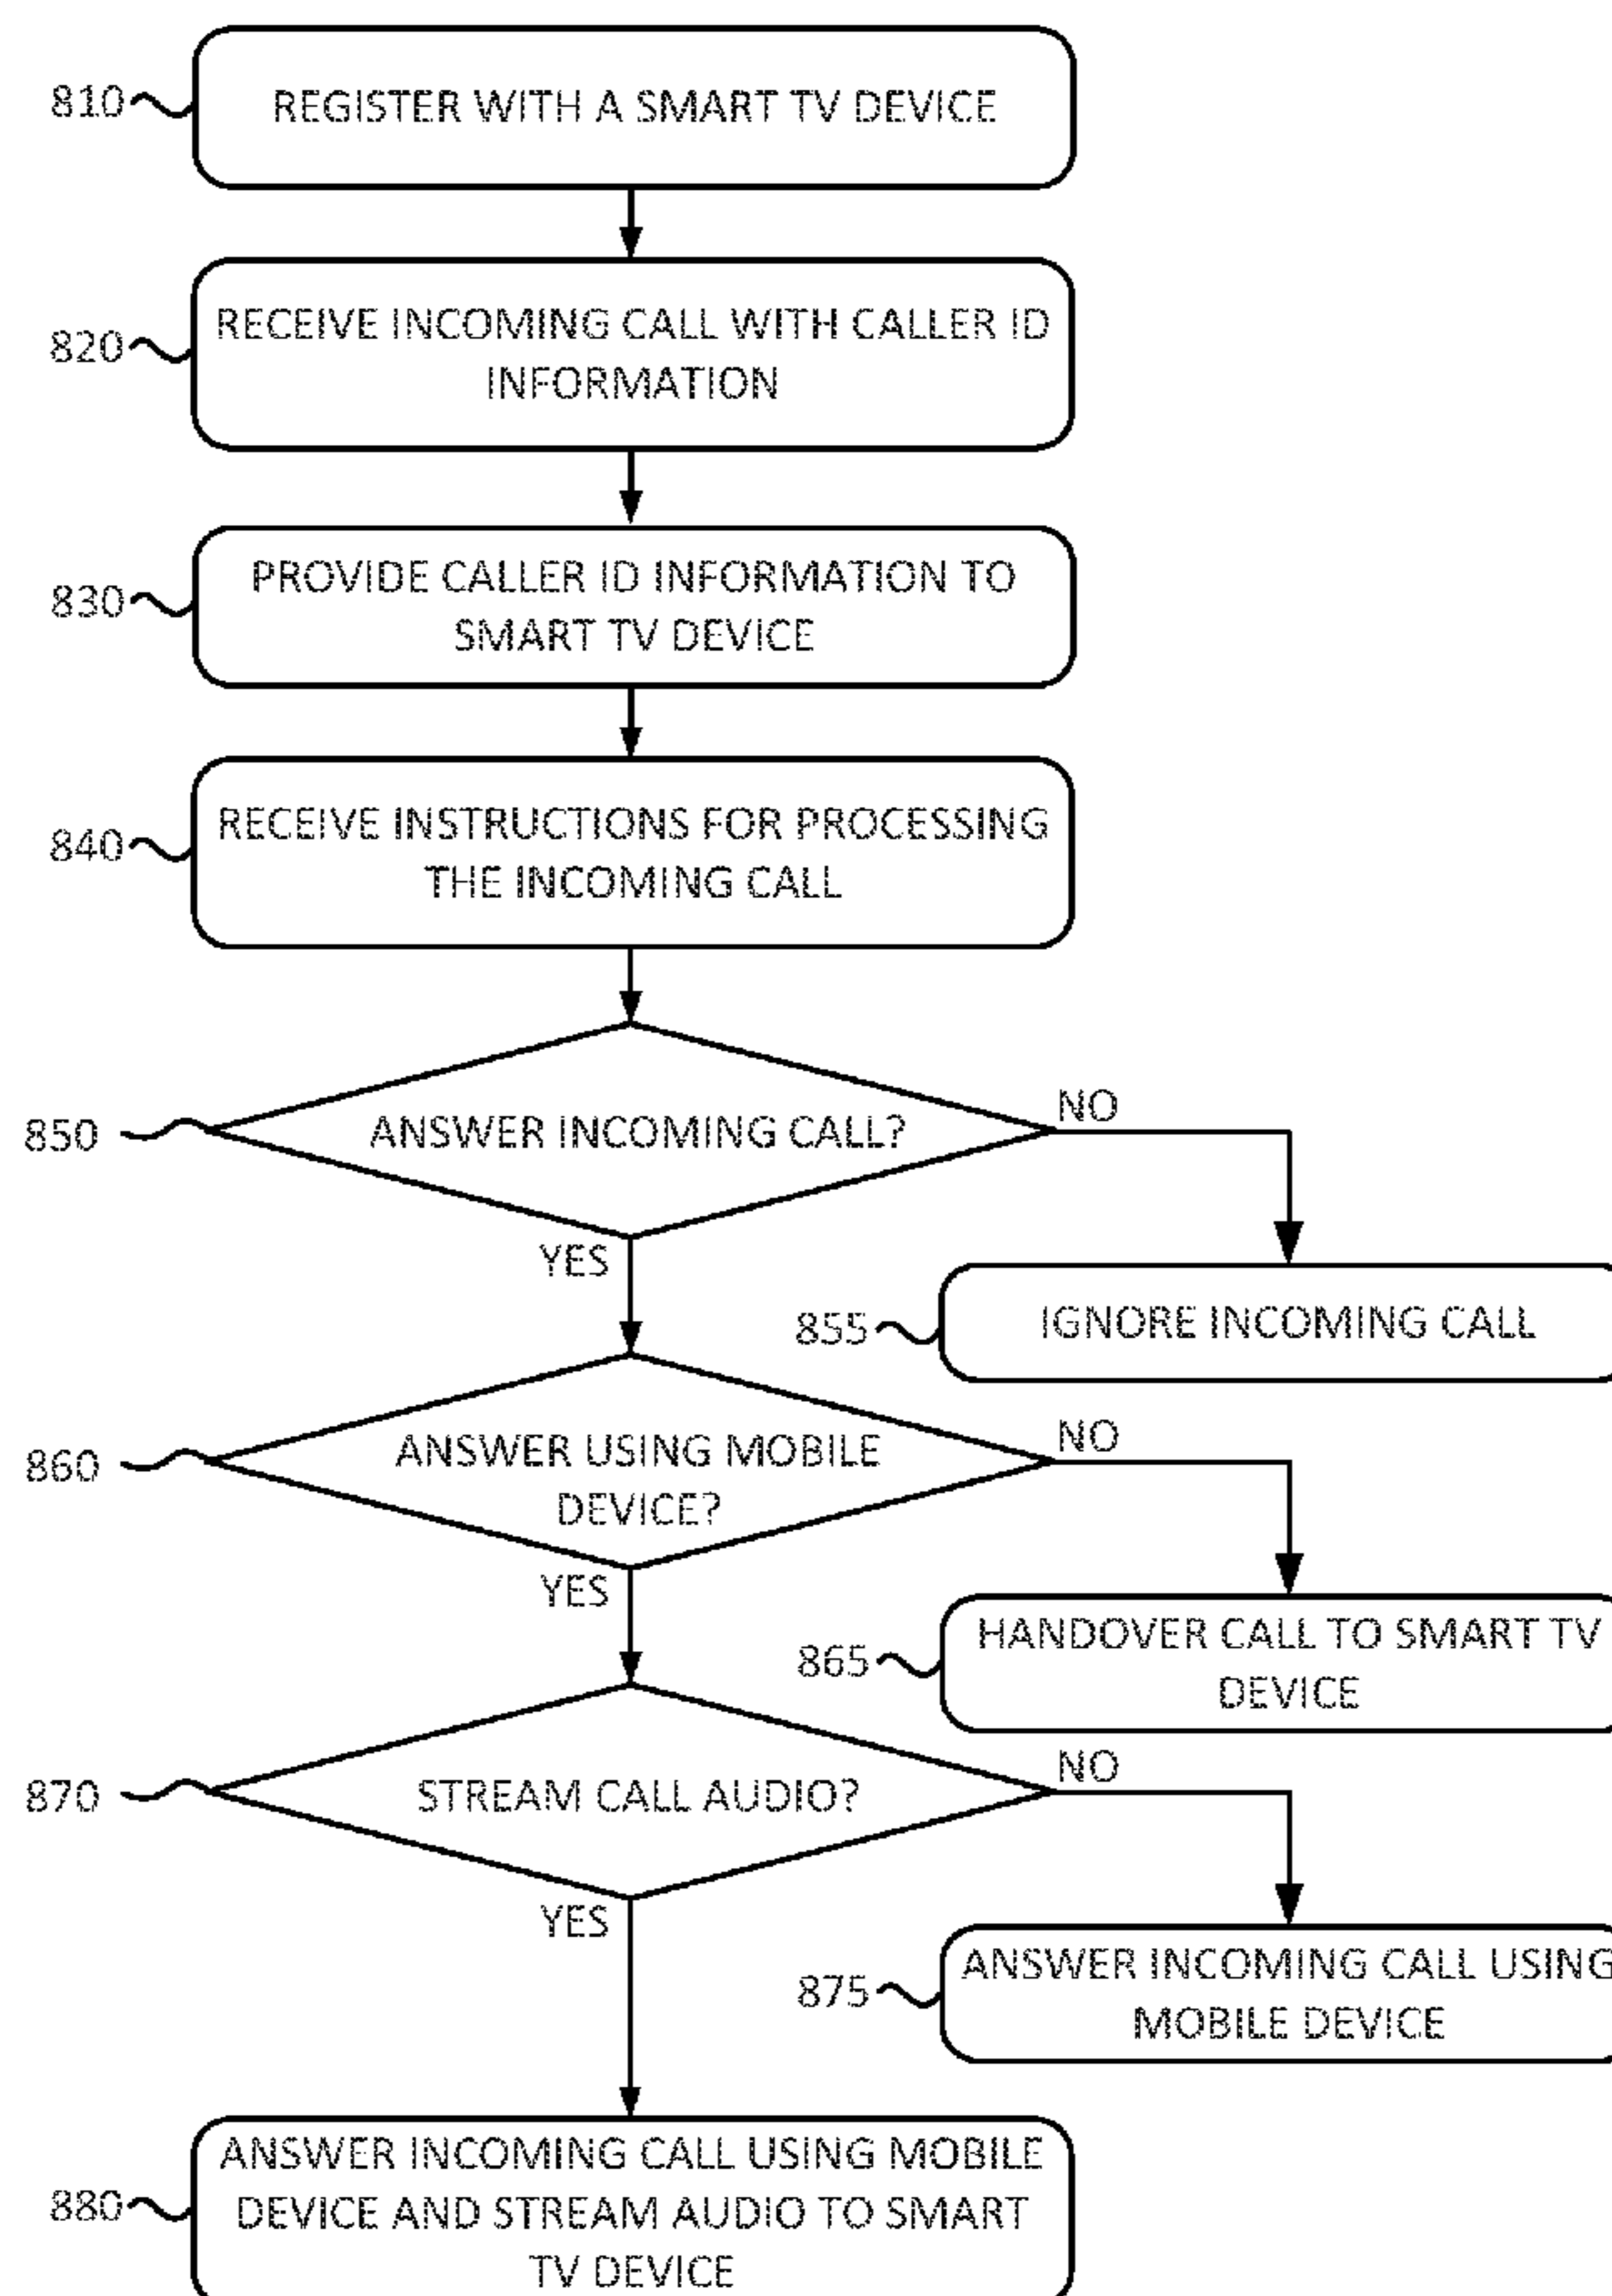 810
REGISTER WITH A SMART TV DEVICE
820
RECEIVE INCOMING CALL WITH CALLER ID
INFORMATION
830
PROVIDE CALLER ID INFORMATION TO
SMART TV DEVICE
840
RECEIVE INSTRUCTIONS FOR PROCESSING
THE INCOMING CALL
850
ANSWER INCOMING CALL?
NO
YES
855
IGNORE INCOMING CALL
860
ANSWER USING MOBILE
DEVICE?
NO
YES
865
HANDOVER CALL TO SMART TV
DEVICE
870
STREAM CALL AUDIO?
NO
YES
875
ANSWER INCOMING CALL USING
MOBILE DEVICE
880
ANSWER INCOMING CALL USING MOBILE
DEVICE AND STREAM AUDIO TO SMART
TV DEVICE